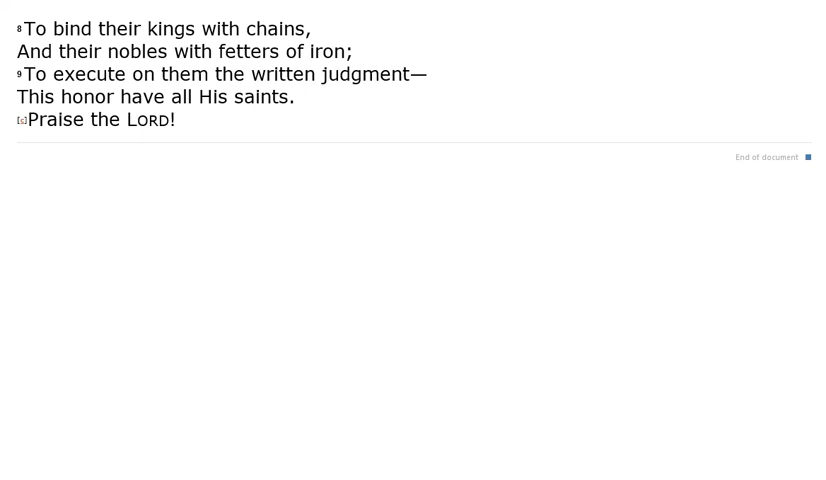 8 To bind their kings with chains,
And their nobles with fetters of iron;
9 To execute on them the written judgment—
This honor have all His saints.
[c]Praise the LORD!
End of document